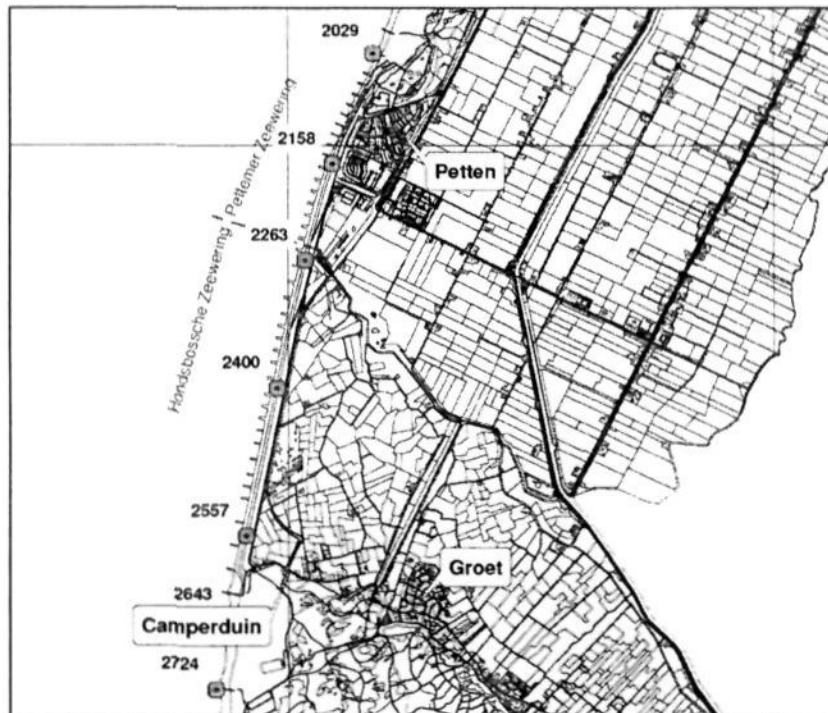 2029
2158
Petten
Pettemer Zeewering
2263
Hondsbossche Zeewering
2400
2557
Groet
2643
Camperduin
2724